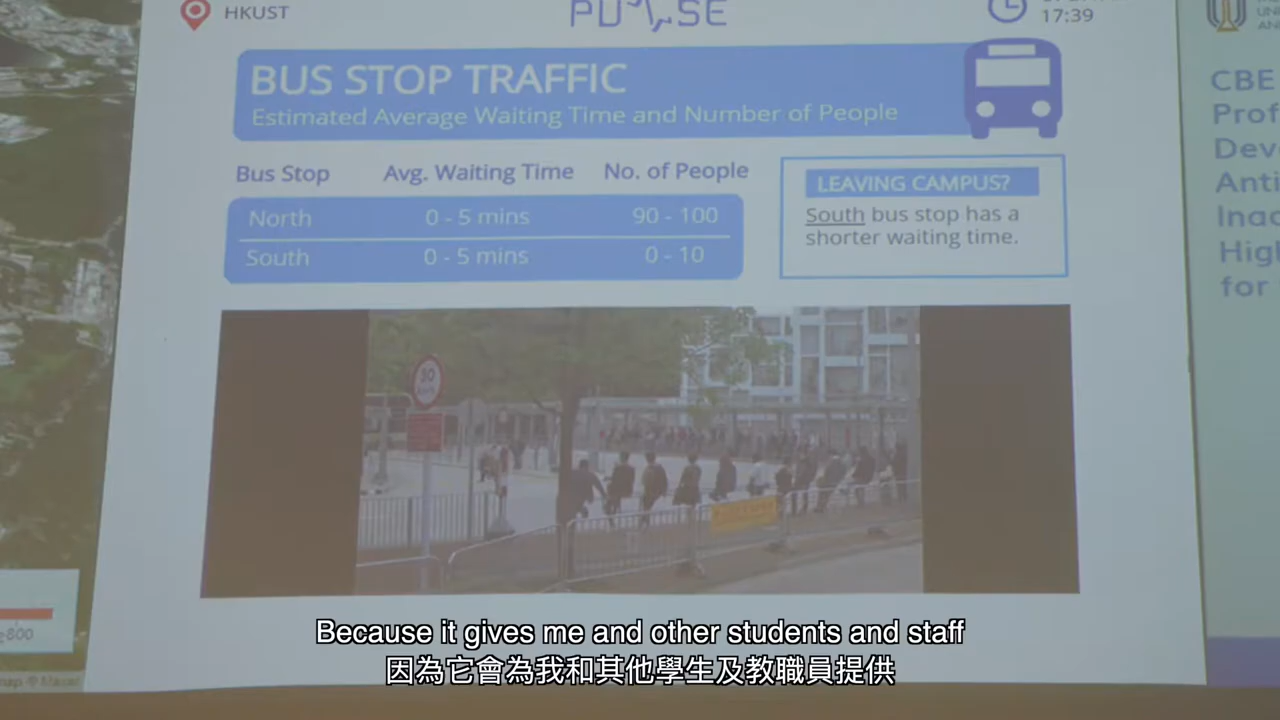 HKUST
PULSE
17:39
BUS STOP TRAFFIC
Estimated Average Waiting Time and Number of People
Bus Stop Avg. Waiting Time No. of People
North 0 - 5 mins 90 - 100
South 0 - 5 mins 0 - 10
LEAVING CAMPUS?
South bus stop has a
shorter waiting time.
CBE
Prof
Dev
Anti
Inac
High
for
Because it gives me and other students and staff
因為它會為我和其他學生及教職員提供